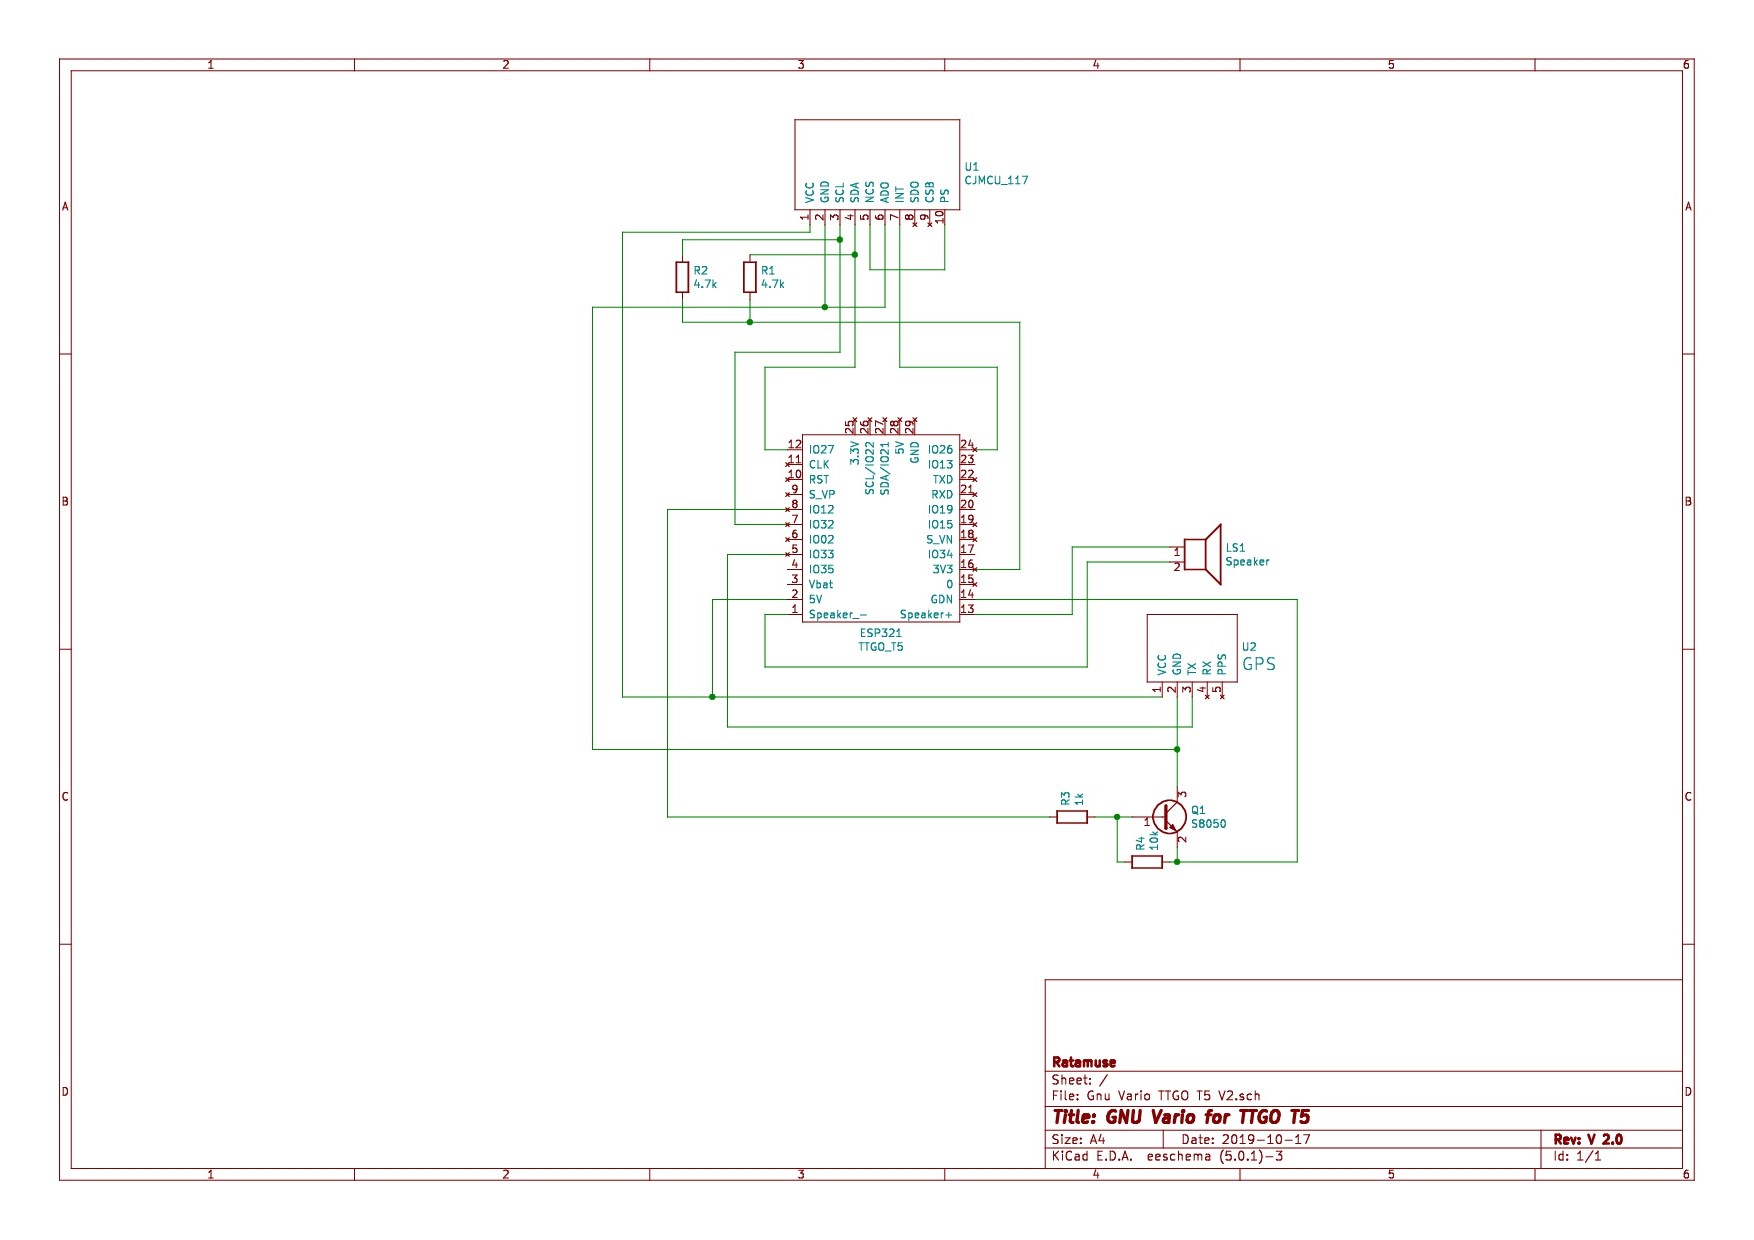 1 2 3 4 5 6
A A
U1
CJMCU_117
VCC GND SCL SDA NCS ADO INT SDO CSB PS
1 2 3 4 5 6 7 8 9 10
R2
4.7k
R1
4.7k
25 26 27 28 29
3.3V SCL/IO22 SDA/IO21 5V GND
12 IO27 IO26 24
11 CLK IO13 23
10 RST TXD 22
9 S_VP RXD 21
8 IO12 IO19 20
7 IO32 IO15 19
6 IO02 S_VN 18
5 IO33 IO34 17
4 IO35 3V3 16
3 Vbat 0 15
2 5V GDN 14
1 Speaker_- Speaker+ 13
ESP321
TTGO_T5
B B
1
2
LS1
Speaker
U2
GPS
VCC GND TX RX PPS
1 2 3 4 5
C C
R3
1k
3
1
2
Q1
S8050
R4
10k
D D
Ratamuse
Sheet: /
File: Gnu Vario TTGO T5 V2.sch
Title: GNU Vario for TTGO T5
Size: A4 Date: 2019-10-17 Rev: V 2.0
KiCad E.D.A. eeschema (5.0.1)-3 Id: 1/1
1 2 3 4 5 6